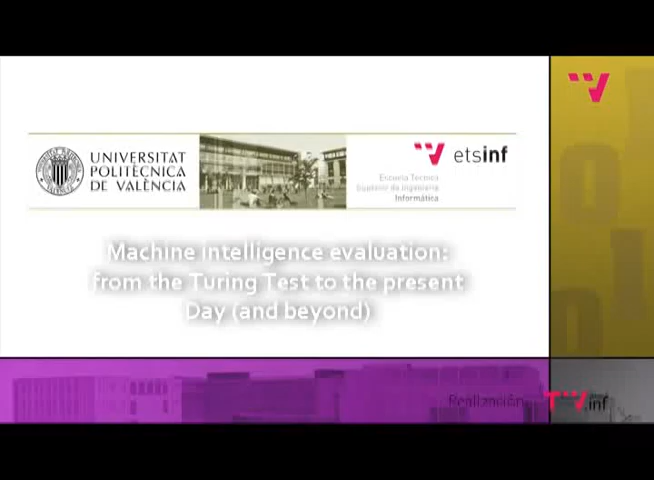 UNIVERSITAT
POLITÈCNICA
DE VALÈNCIA
etsinf
Escuela Técnica
Superior de Ingeniería
Informática
Machine intelligence evaluation:
from the Turing Test to the present
Day (and beyond)
Realización
TV.inf